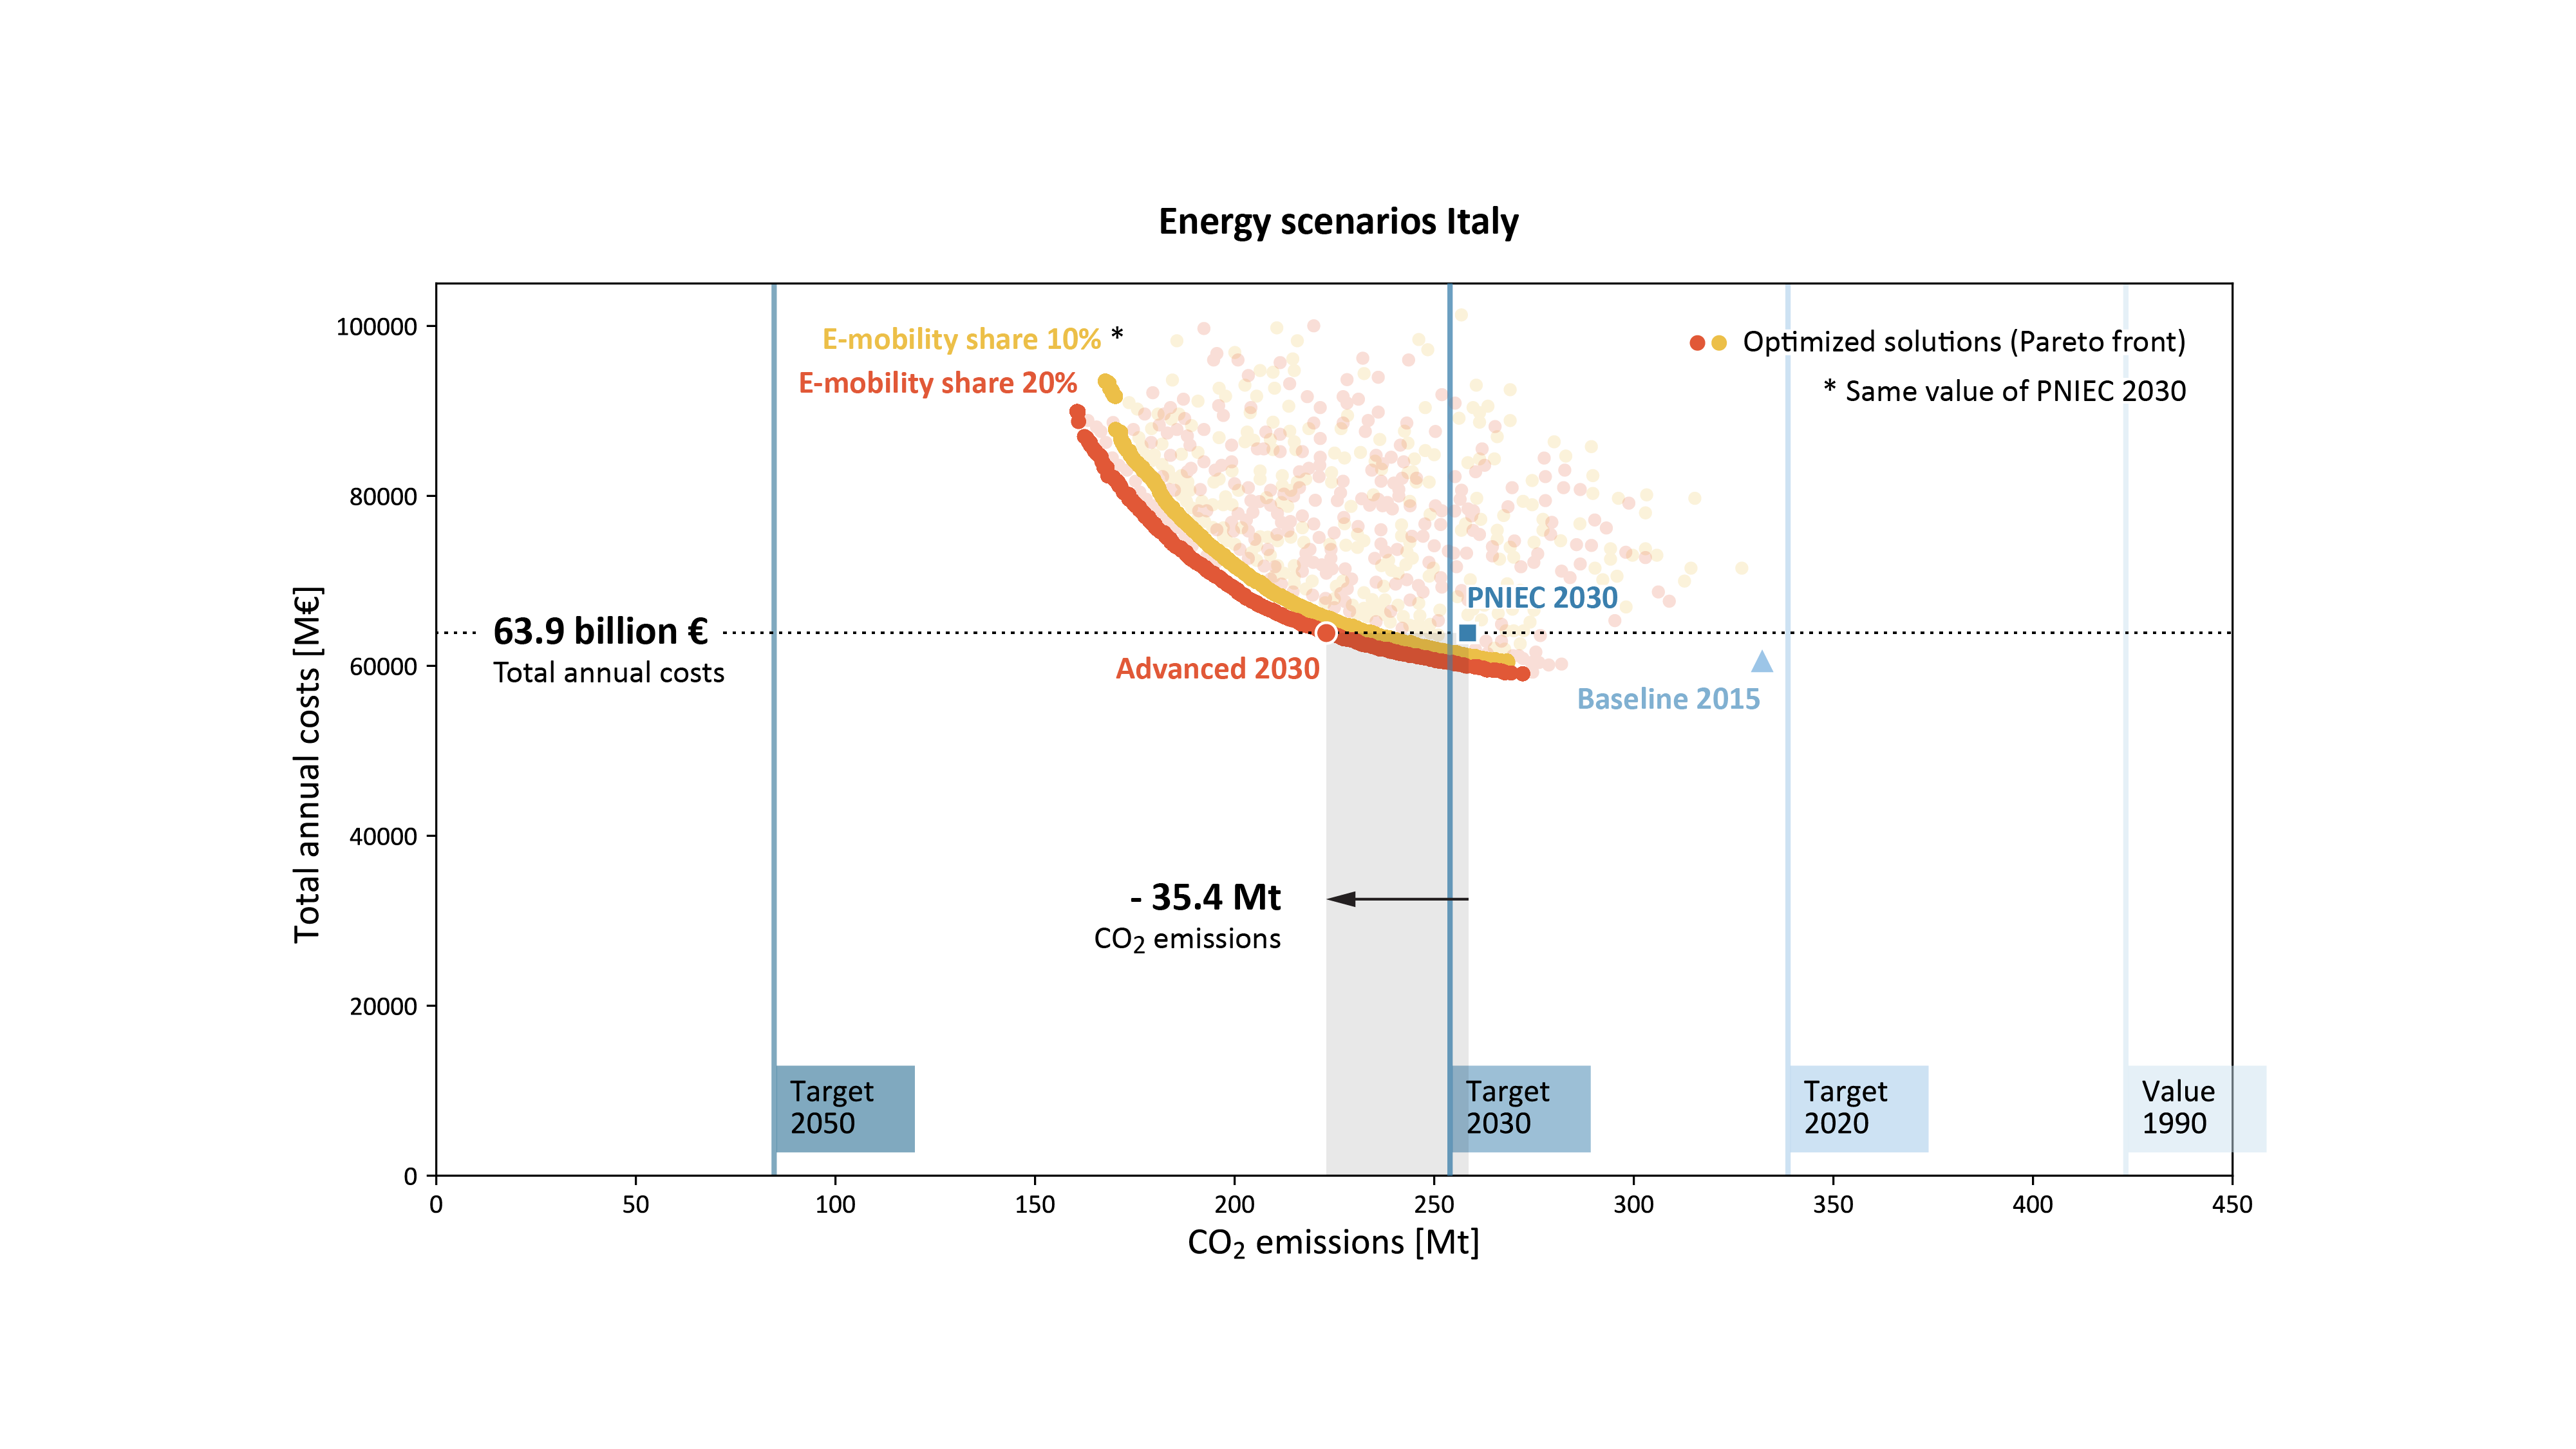 Energy scenarios Italy
E-mobility share 10% *
E-mobility share 20%
Optimized solutions (Pareto front)
* Same value of PNIEC 2030
PNIEC 2030
63.9 billion €
Total annual costs
Advanced 2030
Baseline 2015
- 35.4 Mt
CO₂ emissions
Target
2050
Target
2030
Target
2020
Value
1990
Total annual costs [M€]
100000
80000
60000
40000
20000
0
0 50 100 150 200 250 300 350 400 450
CO₂ emissions [Mt]